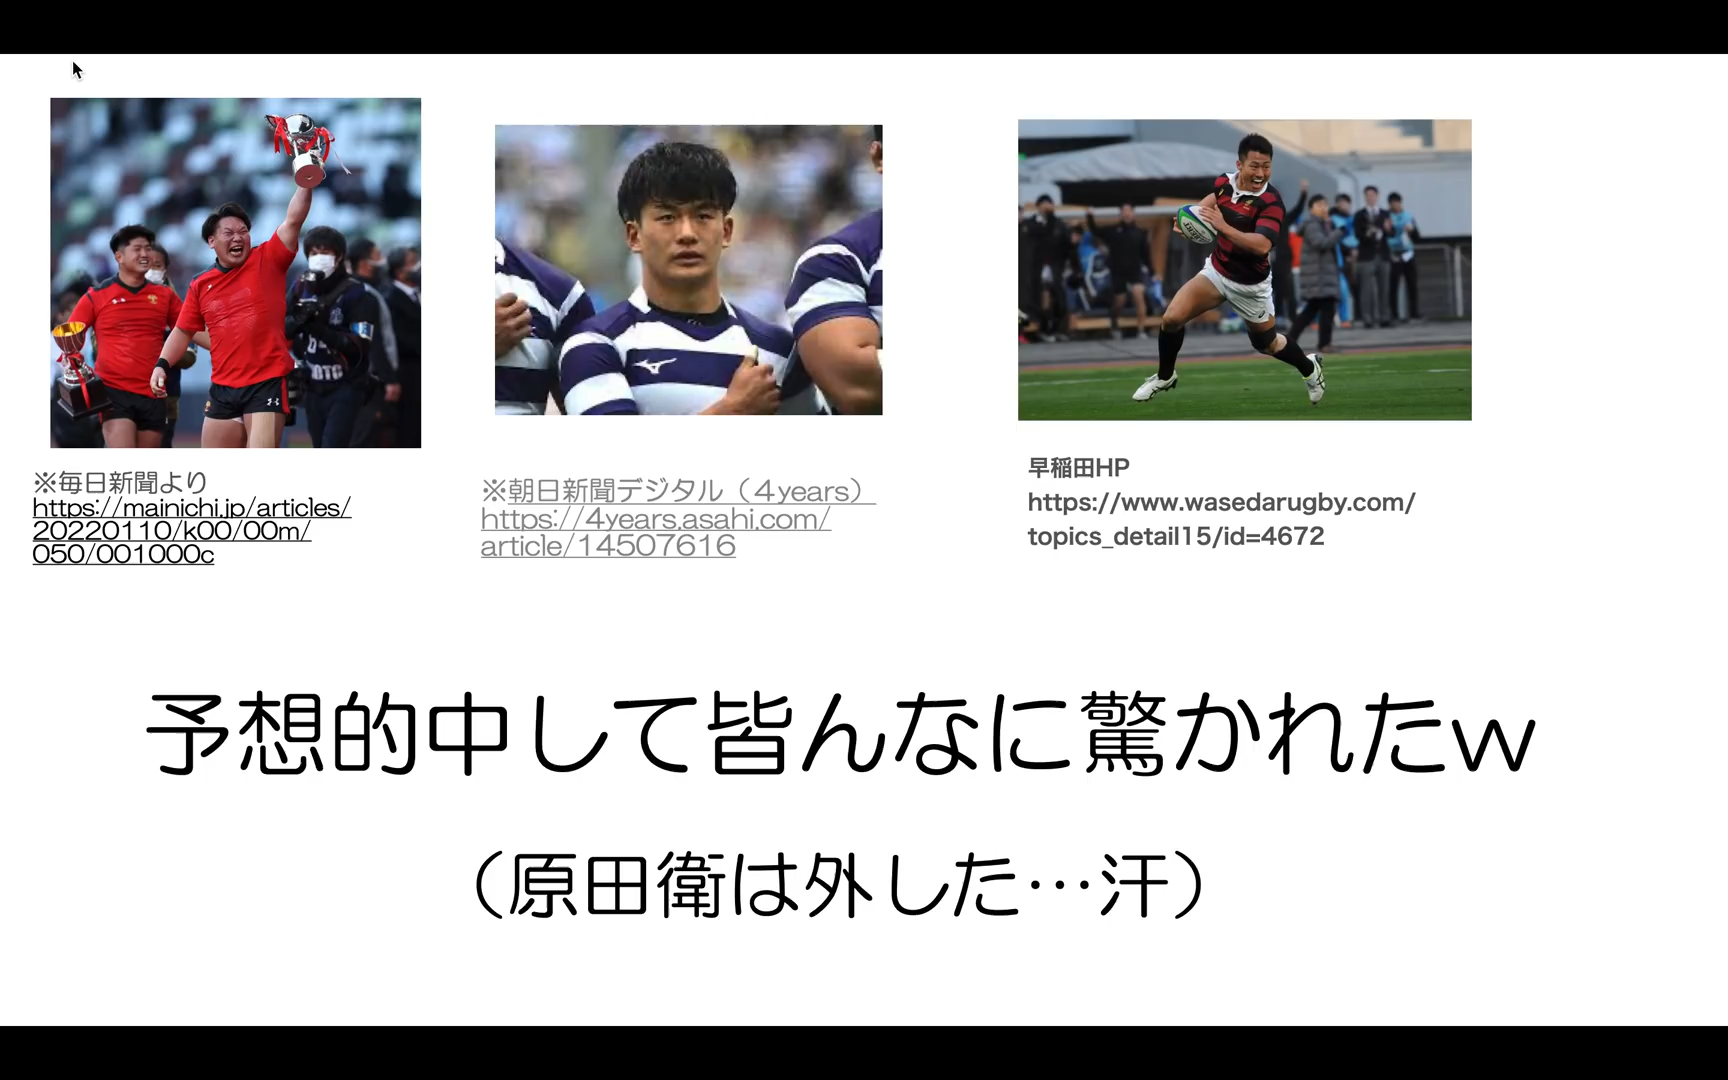 ※毎日新聞より
https://mainichi.jp/articles/
20220110/k00/00m/
050/001000c
※朝日新聞デジタル（４years）
https://4years.asahi.com/
article/14507616
早稲田HP
https://www.wasedarugby.com/
topics_detail15/id=4672
予想的中して皆んなに驚かれたw
（原田衛は外した…汗）